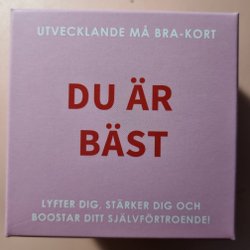 UTVECKLANDE MÅ BRA-KORT
DU ÄR
BÄST
LYFTER DIG, STÄRKER DIG OCH
BOOSTAR DITT SJÄLVFÖRTROENDE!